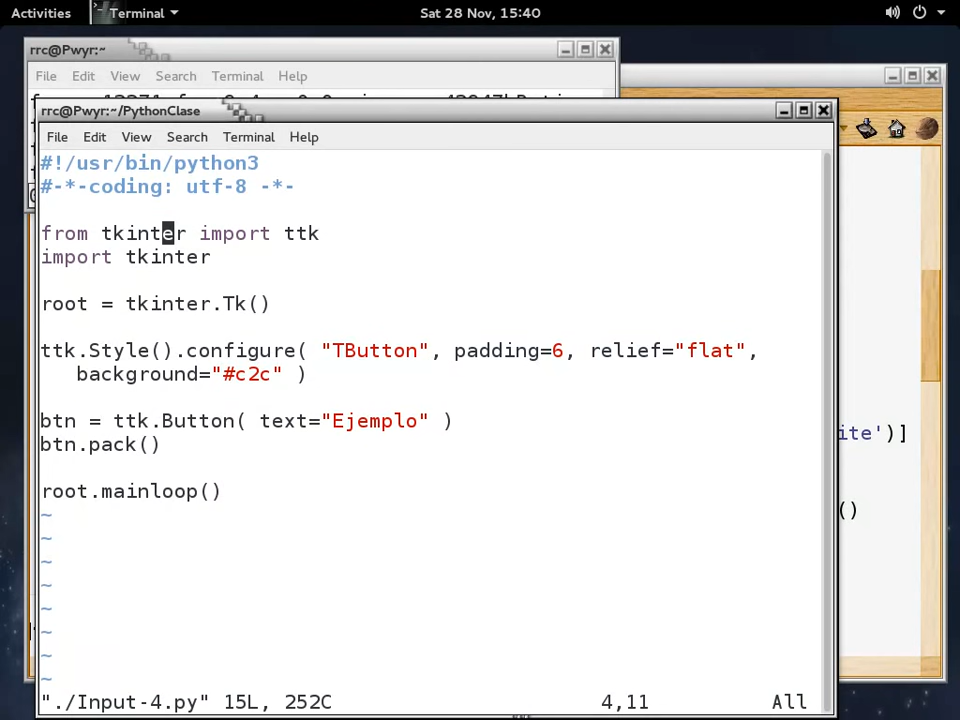 Activities
Terminal
Sat 28 Nov, 15:40
rrc@Pwyr:~
File Edit View Search Terminal Help
rrc@Pwyr:~/PythonClase
File Edit View Search Terminal Help
#!/usr/bin/python3
#-*-coding: utf-8 -*-
from tkinter import ttk
import tkinter
root = tkinter.Tk()
ttk.Style().configure( "TButton", padding=6, relief="flat",
background="#c2c" )
btn = ttk.Button( text="Ejemplo" )
btn.pack()
root.mainloop()
~
~
~
~
~
~
~
~
"./Input-4.py" 15L, 252C 4,11 All
ite')]
()